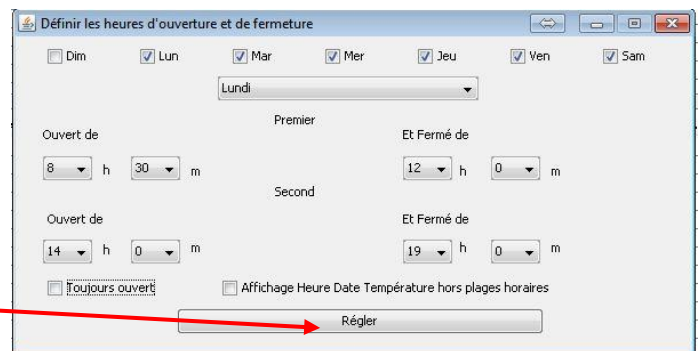 Définir les heures d'ouverture et de fermeture
Dim Lun Mar Mer Jeu Ven Sam
Lundi
Premier
Ouvert de Et Fermé de
8 h 30 m 12 h 0 m
Second
Ouvert de Et Fermé de
14 h 0 m 19 h 0 m
Toujours ouvert Affichage Heure Date Température hors plages horaires
Régler